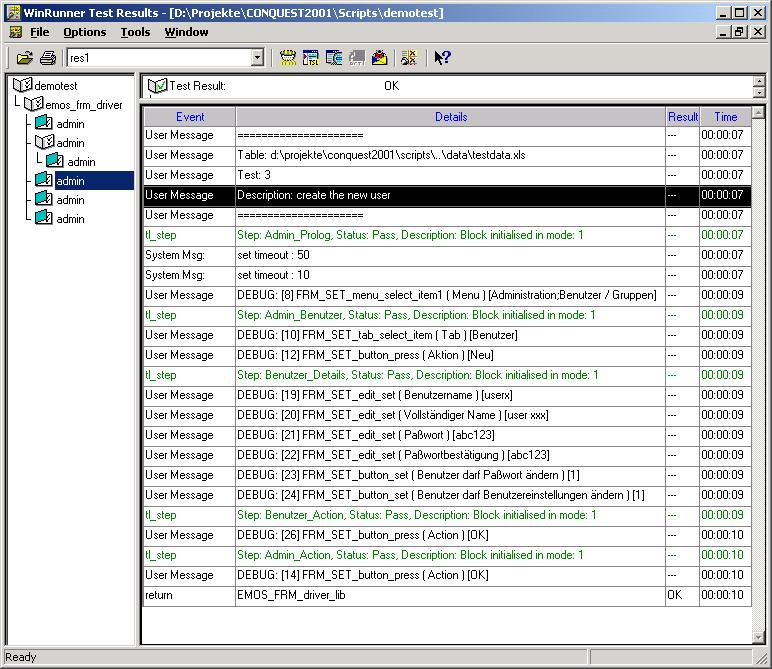 WinRunner Test Results - [D:\Projekte\CONQUEST2001\Scripts\demotest]
File Options Tools Window
res1
demotest
emos_frm_driver
admin
admin
admin
admin
admin
admin
Test Result: OK
Event Details Result Time
User Message ===================== --- 00:00:07
User Message Table: d:\projekte\conquest2001\scripts\..\data\testdata.xls --- 00:00:07
User Message Test: 3 --- 00:00:07
User Message Description: create the new user --- 00:00:07
User Message ===================== --- 00:00:07
tl_step Step: Admin_Prolog, Status: Pass, Description: Block initialised in mode: 1 --- 00:00:07
System Msg: set timeout : 50 --- 00:00:07
System Msg: set timeout : 10 --- 00:00:07
User Message DEBUG: [8] FRM_SET_menu_select_item1 ( Menu ) [Administration;Benutzer / Gruppen] --- 00:00:09
tl_step Step: Admin_Benutzer, Status: Pass, Description: Block initialised in mode: 1 --- 00:00:09
User Message DEBUG: [10] FRM_SET_tab_select_item ( Tab ) [Benutzer] --- 00:00:09
User Message DEBUG: [12] FRM_SET_button_press ( Aktion ) [Neu] --- 00:00:09
tl_step Step: Benutzer_Details, Status: Pass, Description: Block initialised in mode: 1 --- 00:00:09
User Message DEBUG: [19] FRM_SET_edit_set ( Benutzername ) [userx] --- 00:00:09
User Message DEBUG: [20] FRM_SET_edit_set ( Vollständiger Name ) [user xxx] --- 00:00:09
User Message DEBUG: [21] FRM_SET_edit_set ( Paßwort ) [abc123] --- 00:00:09
User Message DEBUG: [22] FRM_SET_edit_set ( Paßwortbestätigung ) [abc123] --- 00:00:09
User Message DEBUG: [23] FRM_SET_button_set ( Benutzer darf Paßwort ändern ) [1] --- 00:00:09
User Message DEBUG: [24] FRM_SET_button_set ( Benutzer darf Benutzereinstellungen ändern ) [1] --- 00:00:09
tl_step Step: Benutzer_Action, Status: Pass, Description: Block initialised in mode: 1 --- 00:00:09
User Message DEBUG: [26] FRM_SET_button_press ( Action ) [OK] --- 00:00:10
tl_step Step: Admin_Action, Status: Pass, Description: Block initialised in mode: 1 --- 00:00:10
User Message DEBUG: [14] FRM_SET_button_press ( Action ) [OK] --- 00:00:10
return EMOS_FRM_driver_lib OK 00:00:10
Ready